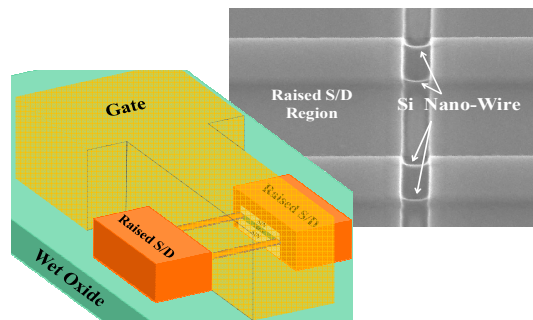 Gate
Raised S/D
Raised S/D
Wet Oxide
Raised S/D
Region
Si Nano-Wire